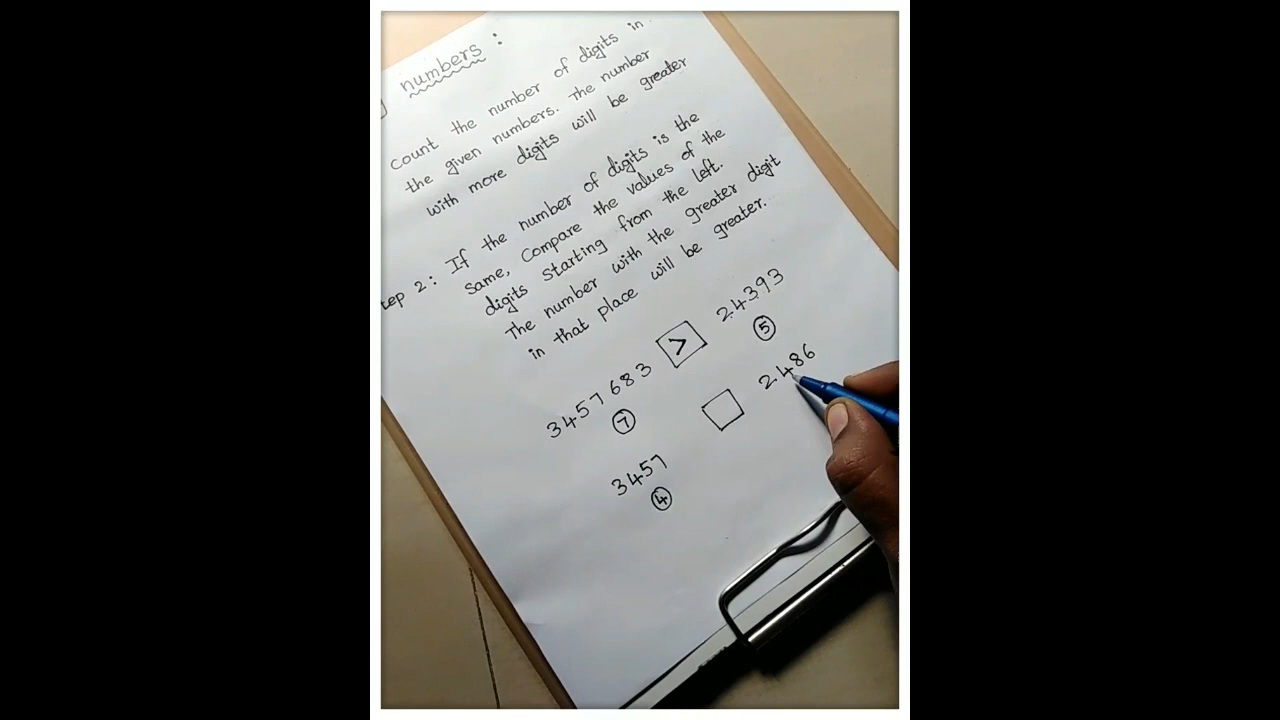 numbers :
count the number of digits in
the given numbers. The number
with more digits will be greater
tep 2 : If the number of digits is the
same, compare the values of the
digits starting from the left.
The number with the greater digit
in that place will be greater.
3457683 > 24393
7 5
3457 2486
4